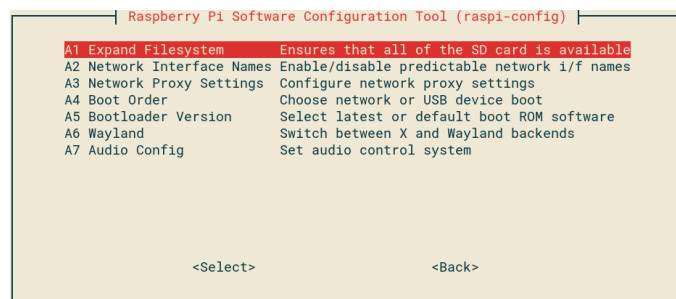 Raspberry Pi Software Configuration Tool (raspi-config)
A1 Expand Filesystem Ensures that all of the SD card is available
A2 Network Interface Names Enable/disable predictable network i/f names
A3 Network Proxy Settings Configure network proxy settings
A4 Boot Order Choose network or USB device boot
A5 Bootloader Version Select latest or default boot ROM software
A6 Wayland Switch between X and Wayland backends
A7 Audio Config Set audio control system
<Select> <Back>